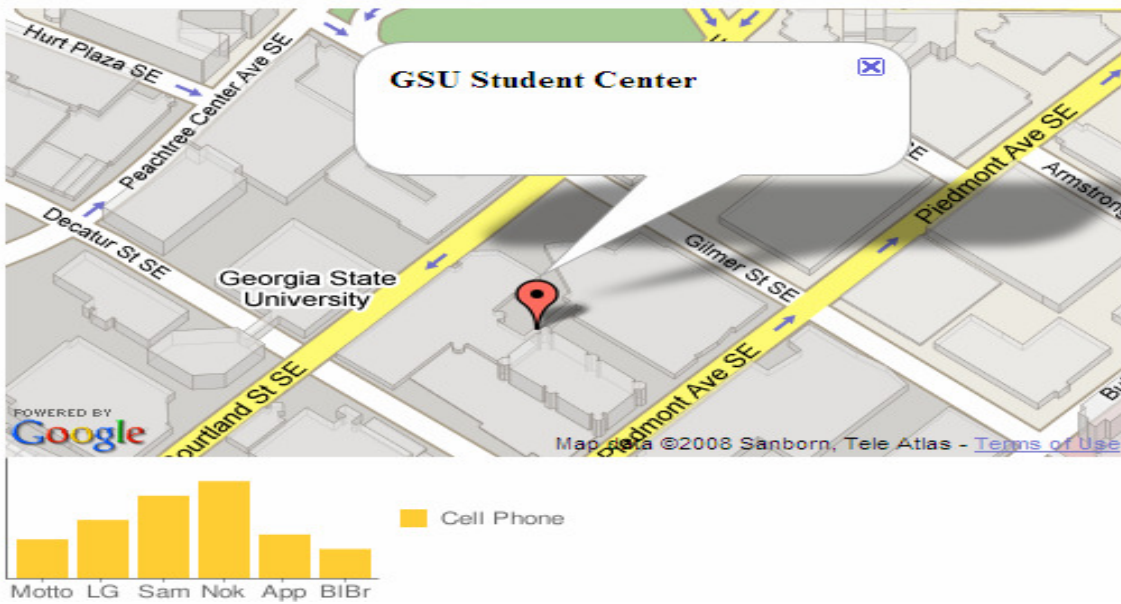 Hurt Plaza SE
Peachtree Center Ave SE
GSU Student Center
SE
Piedmont Ave SE
Armstrong
Decatur St SE
Gilmer St SE
Georgia State
University
Courtland St SE
Piedmont Ave SE
Bu
POWERED BY
Google
Map data ©2008 Sanborn, Tele Atlas - Terms of Use
Cell Phone
Motto LG Sam Nok App BlBr